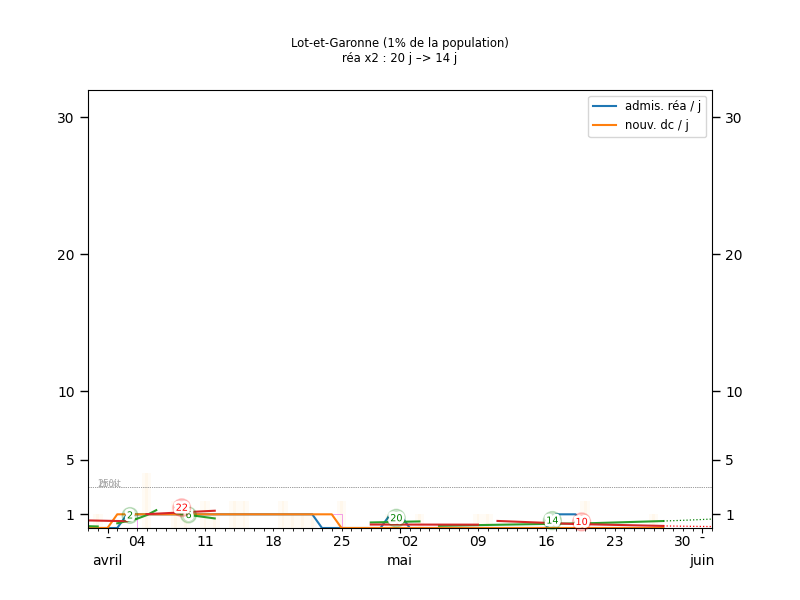 Lot-et-Garonne (1% de la population)
réa x2 : 20 j –> 14 j
admis. réa / j
nouv. dc / j
30 30
20 20
10 10
5 5
1 1
2 22 6 20 14 10
- 04 11 18 25 -02 09 16 23 30 -
avril mai juin